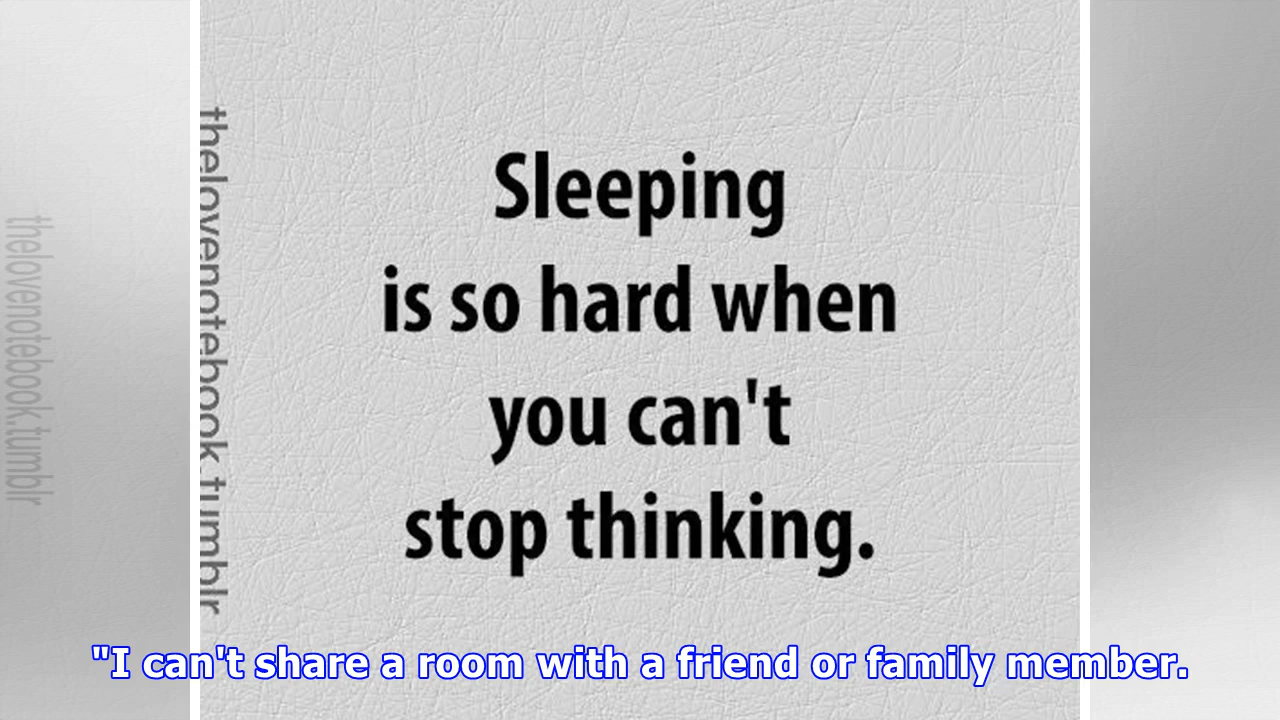 thelovenotebook.tumblr
thelovenotebook.tumblr
Sleeping
is so hard when
you can't
stop thinking.
"I can't share a room with a friend or family member.